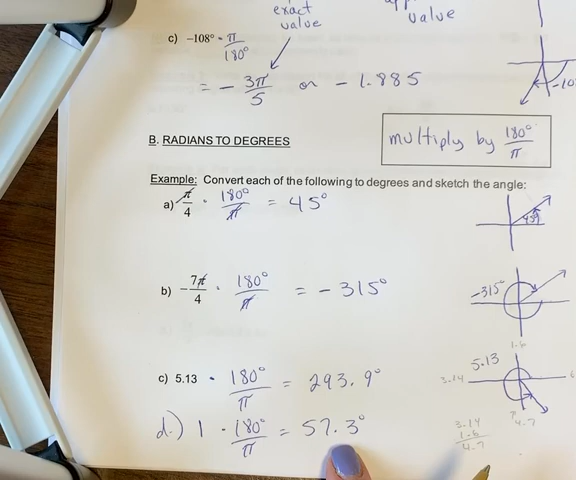 exact
value
value
c) -108° · π/180°
= - 3π/5 or - 1.885
B. RADIANS TO DEGREES
multiply by 180°/π
Example: Convert each of the following to degrees and sketch the angle:
a) π/4 · 180°/π = 45°
45°
b) -7π/4 · 180°/π = -315°
-315°
1.6
c) 5.13 · 180°/π = 293.9°
5.13
3.14
4.7
d.) 1 · 180°/π = 57.3°
3.14
1.6
4.7